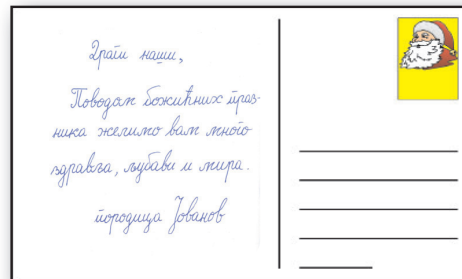 Драги наши,
Поводом божићних праз-
ника желимо вам много
здравља, љубави и мира.
породица Јованов